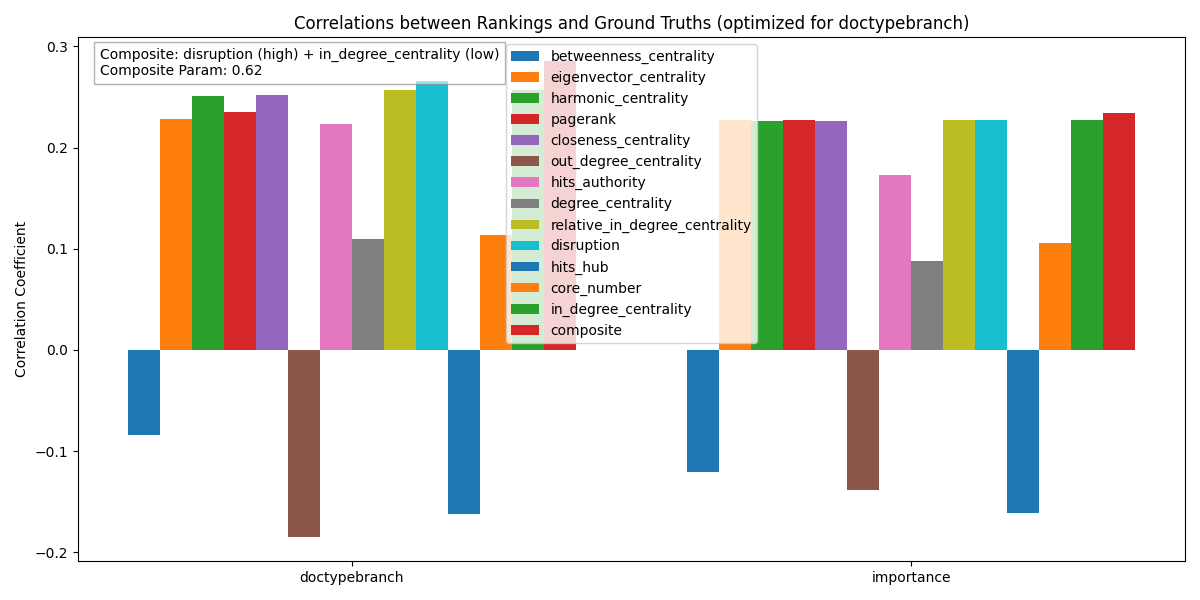 Correlations between Rankings and Ground Truths (optimized for doctypebranch)
Composite: disruption (high) + in_degree_centrality (low)
Composite Param: 0.62
betweenness_centrality
eigenvector_centrality
harmonic_centrality
pagerank
closeness_centrality
out_degree_centrality
hits_authority
degree_centrality
relative_in_degree_centrality
disruption
hits_hub
core_number
in_degree_centrality
composite
Correlation Coefficient
0.3
0.2
0.1
0.0
−0.1
−0.2
doctypebranch
importance